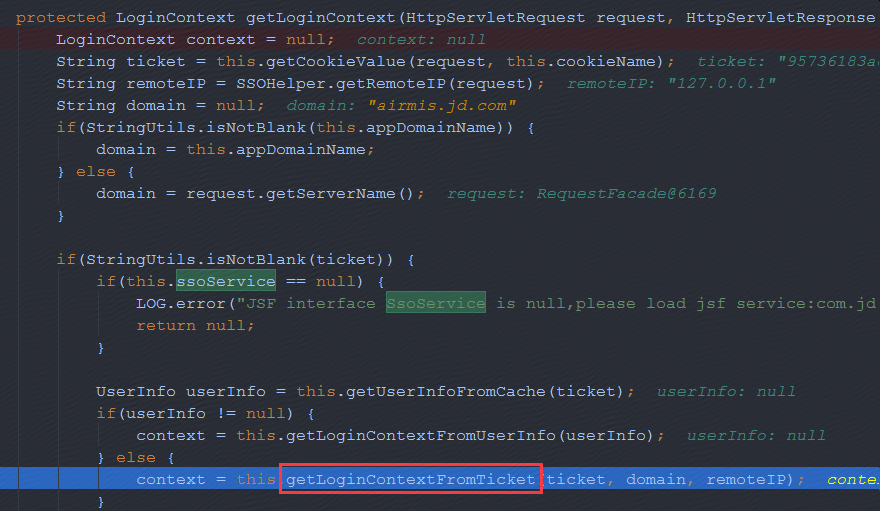 protected LoginContext getLoginContext(HttpServletRequest request, HttpServletResponse
LoginContext context = null; context: null
String ticket = this.getCookieValue(request, this.cookieName); ticket: "95736183a
String remoteIP = SSOHelper.getRemoteIP(request); remoteIP: "127.0.0.1"
String domain = null; domain: "airmis.jd.com"
if(StringUtils.isNotBlank(this.appDomainName)) {
domain = this.appDomainName;
} else {
domain = request.getServerName(); request: RequestFacade@6169
}
if(StringUtils.isNotBlank(ticket)) {
if(this.ssoService == null) {
LOG.error("JSF interface SsoService is null,please load jsf service:com.jd
return null;
}
UserInfo userInfo = this.getUserInfoFromCache(ticket); userInfo: null
if(userInfo != null) {
context = this.getLoginContextFromUserInfo(userInfo); userInfo: null
} else {
context = this getLoginContextFromTicket(ticket, domain, remoteIP); conte
}